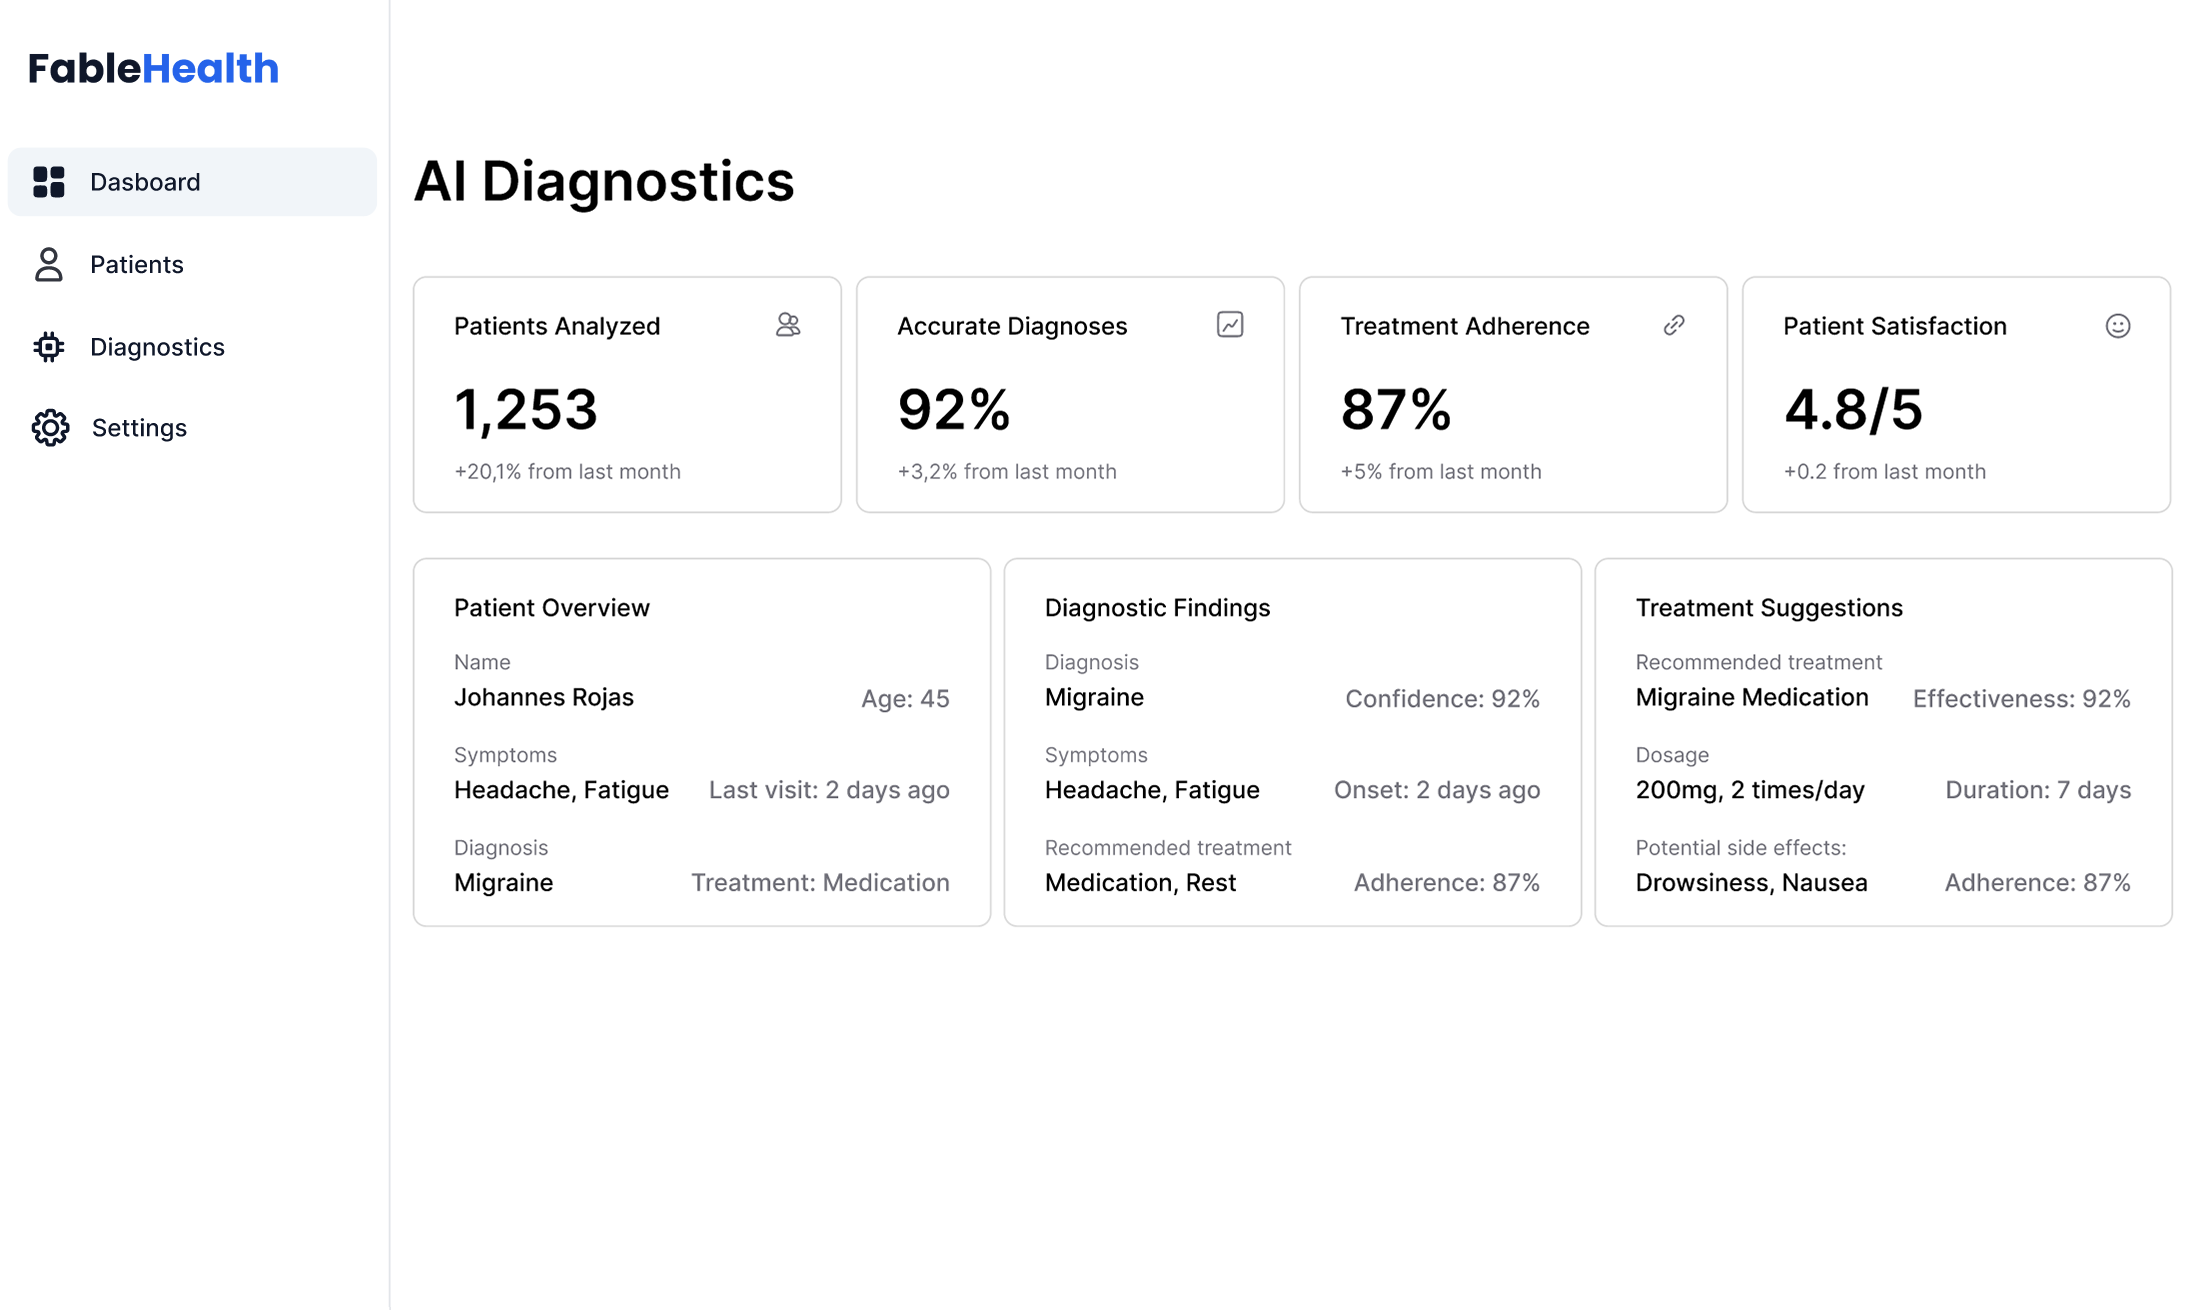 FableHealth
Dasboard
Patients
Diagnostics
Settings
AI Diagnostics
Patients Analyzed
1,253
+20,1% from last month
Accurate Diagnoses
92%
+3,2% from last month
Treatment Adherence
87%
+5% from last month
Patient Satisfaction
4.8/5
+0.2 from last month
Patient Overview
Name
Johannes Rojas Age: 45
Symptoms
Headache, Fatigue Last visit: 2 days ago
Diagnosis
Migraine Treatment: Medication
Diagnostic Findings
Diagnosis
Migraine Confidence: 92%
Symptoms
Headache, Fatigue Onset: 2 days ago
Recommended treatment
Medication, Rest Adherence: 87%
Treatment Suggestions
Recommended treatment
Migraine Medication Effectiveness: 92%
Dosage
200mg, 2 times/day Duration: 7 days
Potential side effects:
Drowsiness, Nausea Adherence: 87%